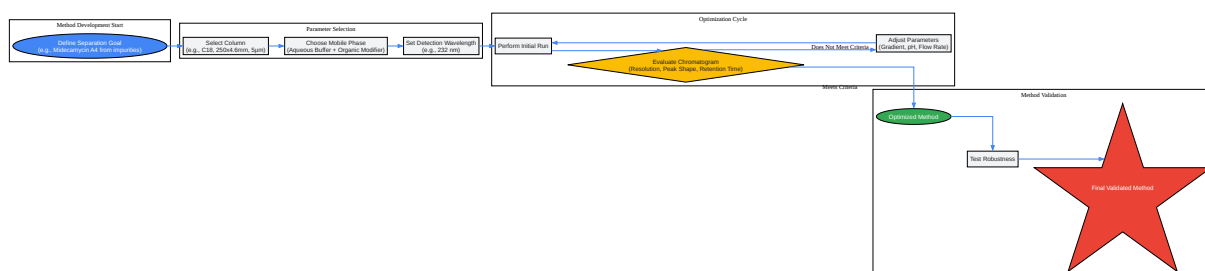 Method Development Start
Define Separation Goal
(e.g., Midecamycin A4 from impurities)
Parameter Selection
Select Column
(e.g., C18, 250x4.6mm, 5μm)
Choose Mobile Phase
(Aqueous Buffer + Organic Modifier)
Set Detection Wavelength
(e.g., 232 nm)
Optimization Cycle
Perform Initial Run
Evaluate Chromatogram
(Resolution, Peak Shape, Retention Time)
Does Not Meet Criteria
Adjust Parameters
(Gradient, pH, Flow Rate)
Meets Criteria
Method Validation
Optimized Method
Test Robustness
Final Validated Method